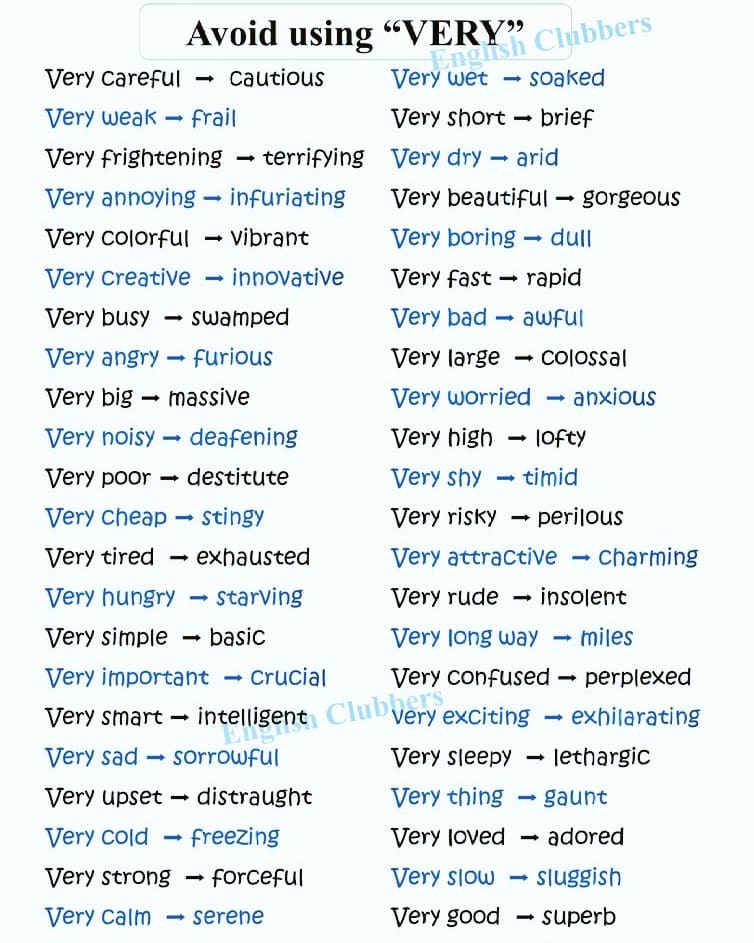 Avoid using “VERY”
English Clubbers
Very careful → cautious
Very weak → frail
Very frightening → terrifying
Very annoying → infuriating
Very colorful → vibrant
Very creative → innovative
Very busy → swamped
Very angry → furious
Very big → massive
Very noisy → deafening
Very poor → destitute
Very cheap → stingy
Very tired → exhausted
Very hungry → starving
Very simple → basic
Very important → crucial
Very smart → intelligent
Very sad → sorrowful
Very upset → distraught
Very cold → freezing
Very strong → forceful
Very calm → serene
Very wet → soaked
Very short → brief
Very dry → arid
Very beautiful → gorgeous
Very boring → dull
Very fast → rapid
Very bad → awful
Very large → colossal
Very worried → anxious
Very high → lofty
Very shy → timid
Very risky → perilous
Very attractive → charming
Very rude → insolent
Very long way → miles
Very confused → perplexed
very exciting → exhilarating
Very sleepy → lethargic
Very thing → gaunt
Very loved → adored
Very slow → sluggish
Very good → superb
English Clubbers